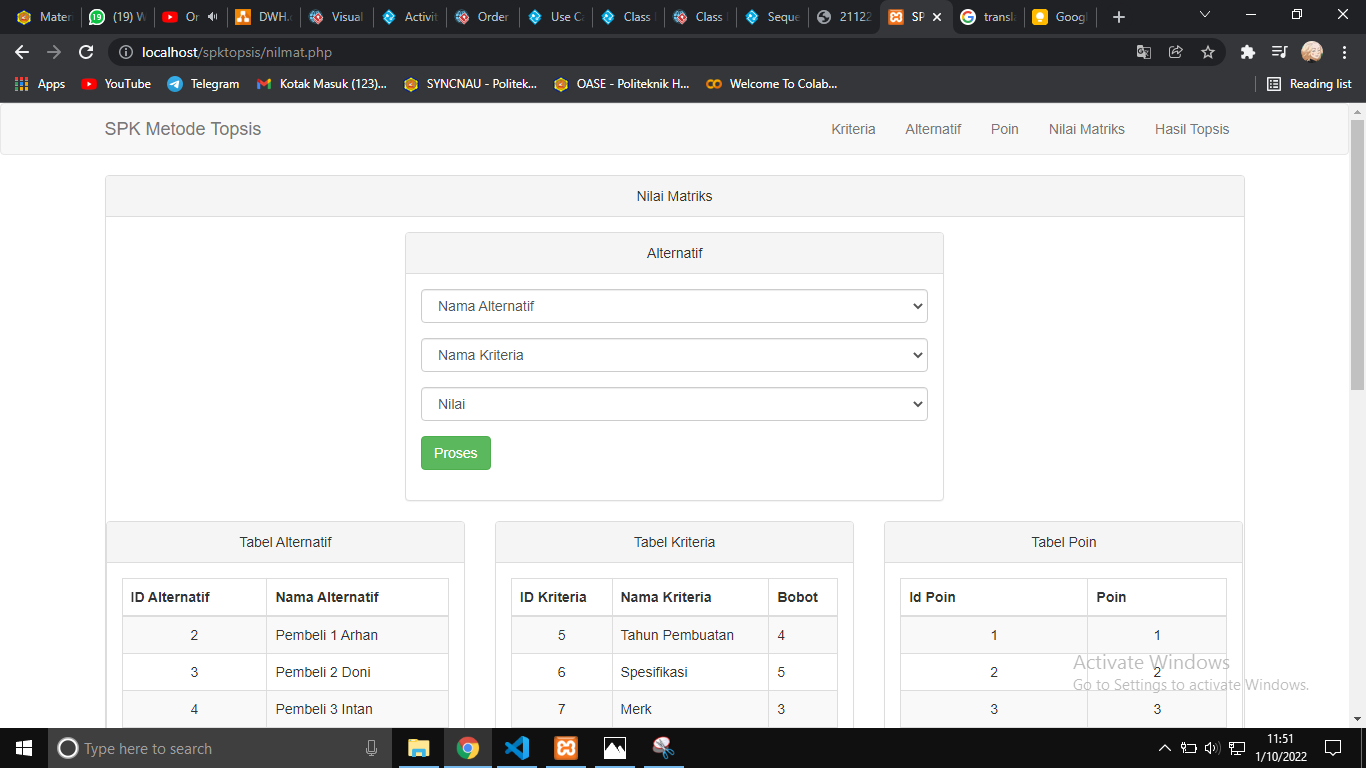 Mater
(19) W
Or
DWH.
Visual
Activit
Order
Use Ca
Class
Class
Seque
21122
SP
transl
Googl
localhost/spktopsis/nilmat.php
Apps
YouTube
Telegram
Kotak Masuk (123)...
SYNCNAU - Politek...
OASE - Politeknik H...
Welcome To Colab...
Reading list
SPK Metode Topsis
Kriteria
Alternatif
Poin
Nilai Matriks
Hasil Topsis
Nilai Matriks
Alternatif
Nama Alternatif
Nama Kriteria
Nilai
Proses
Tabel Alternatif
ID Alternatif Nama Alternatif
2 Pembeli 1 Arhan
3 Pembeli 2 Doni
4 Pembeli 3 Intan
Tabel Kriteria
ID Kriteria Nama Kriteria Bobot
5 Tahun Pembuatan 4
6 Spesifikasi 5
7 Merk 3
Tabel Poin
Id Poin Poin
1 1
2 2
3 3
Activate Windows
Go to Settings to activate Windows.
Type here to search
11:51
1/10/2022